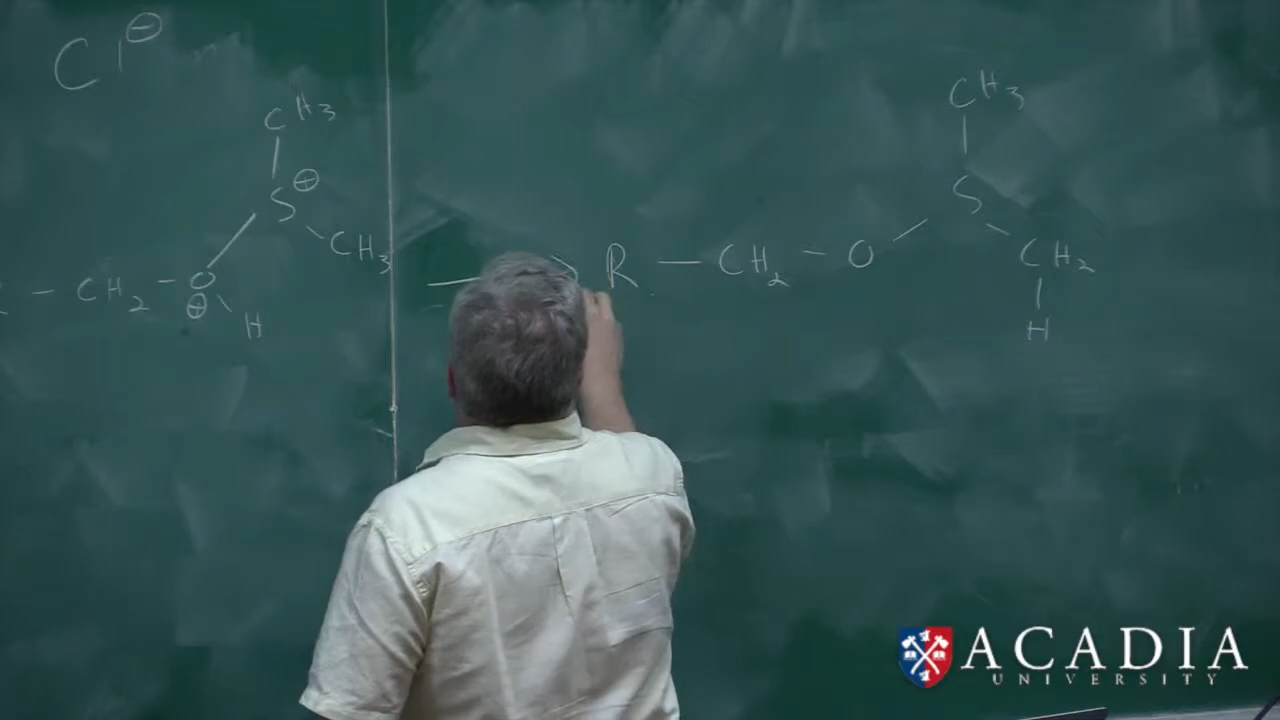 Cl⊖
CH3
S⊕
CH3
— CH2 — O⊕
H
→ R — CH2 — O
CH3
S
CH2
H
ACADIA
UNIVERSITY